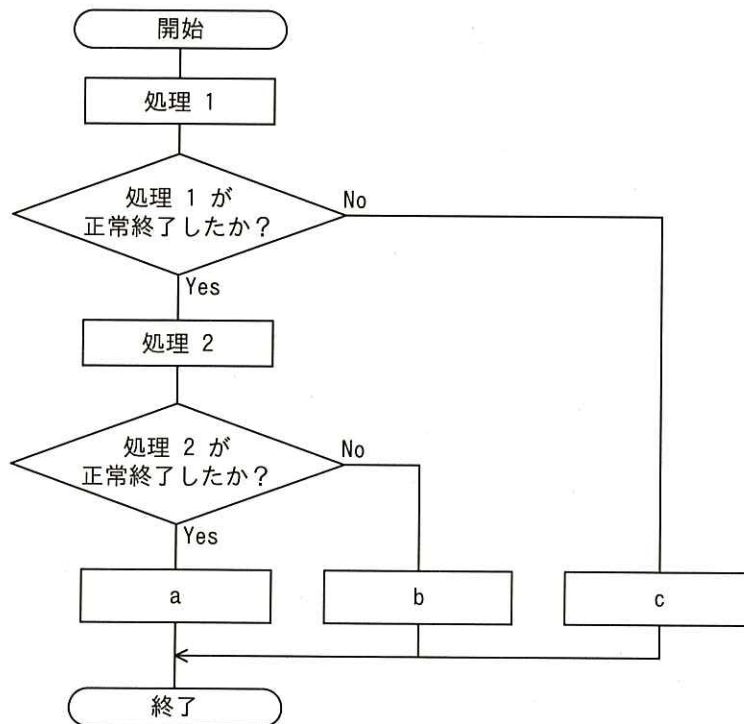 開始
処理 1
処理 1 が
正常終了したか？
No
Yes
処理 2
処理 2 が
正常終了したか？
No
Yes
a
b
c
終了